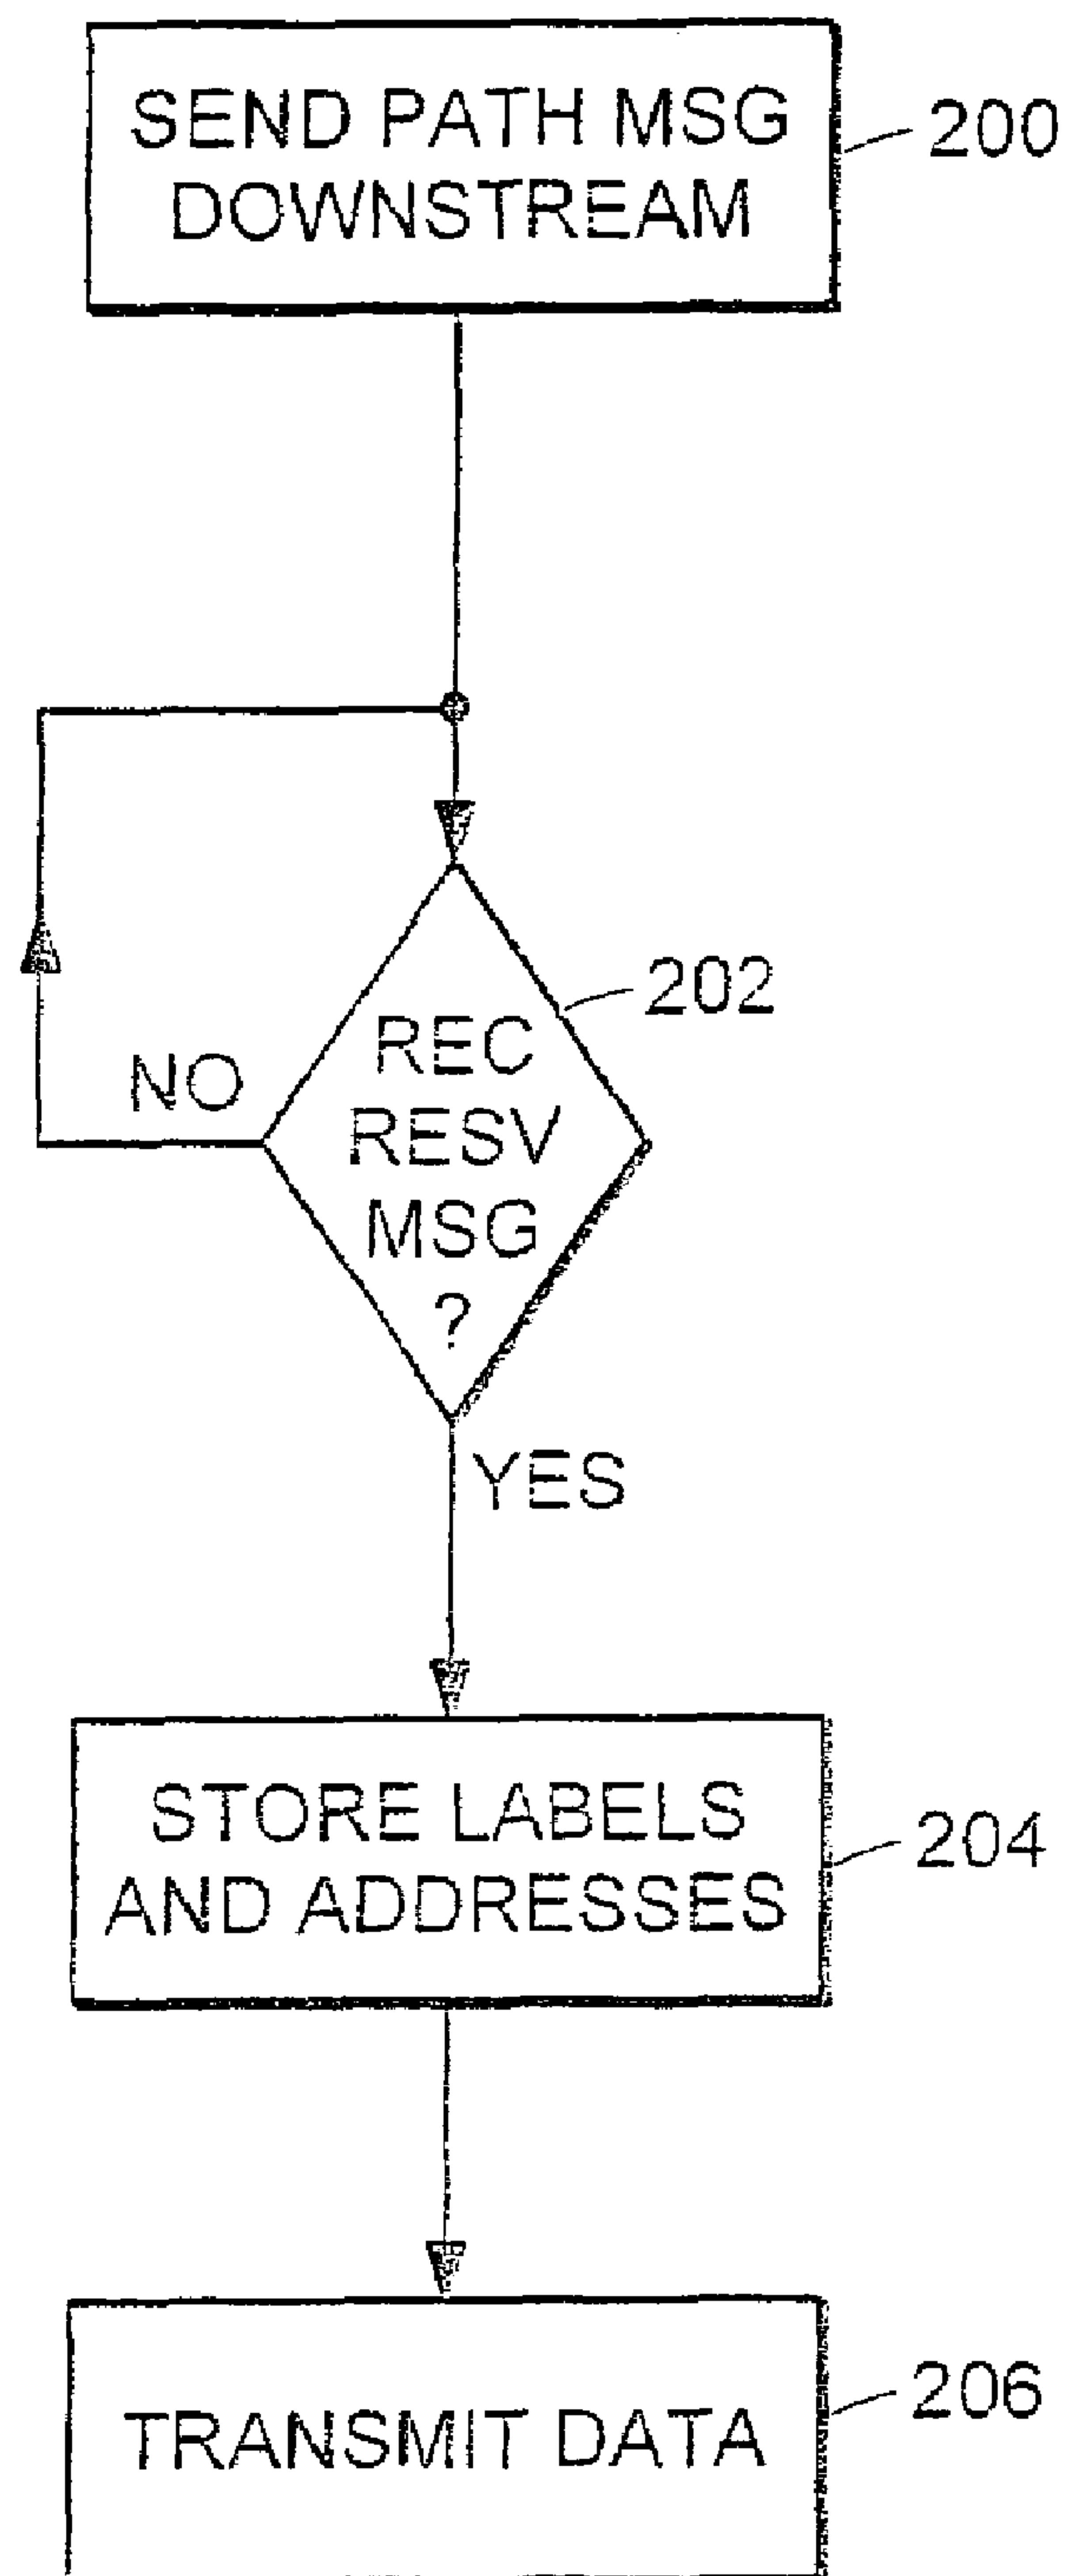 SEND PATH MSG
DOWNSTREAM
200
202
REC
RESV
MSG
?
NO
YES
STORE LABELS
AND ADDRESSES
204
TRANSMIT DATA
206